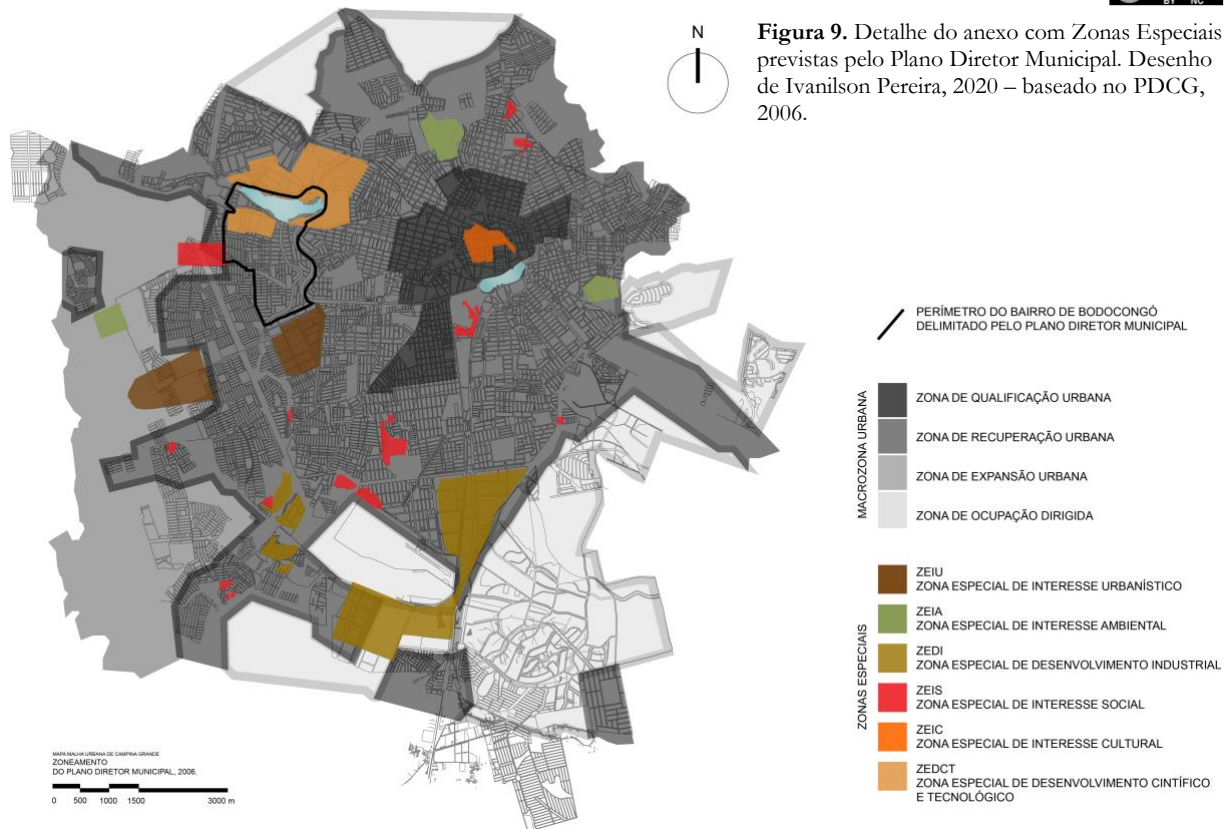 BY NC
N
Figura 9. Detalhe do anexo com Zonas Especiais
previstas pelo Plano Diretor Municipal. Desenho
de Ivanilson Pereira, 2020 – baseado no PDCG,
2006.
PERÍMETRO DO BAIRRO DE BODOCONGÓ
DELIMITADO PELO PLANO DIRETOR MUNICIPAL
MACROZONA URBANA
ZONA DE QUALIFICAÇÃO URBANA
ZONA DE RECUPERAÇÃO URBANA
ZONA DE EXPANSÃO URBANA
ZONA DE OCUPAÇÃO DIRIGIDA
ZONAS ESPECIAIS
ZEIU
ZONA ESPECIAL DE INTERESSE URBANÍSTICO
ZEIA
ZONA ESPECIAL DE INTERESSE AMBIENTAL
ZEDI
ZONA ESPECIAL DE DESENVOLVIMENTO INDUSTRIAL
ZEIS
ZONA ESPECIAL DE INTERESSE SOCIAL
ZEIC
ZONA ESPECIAL DE INTERESSE CULTURAL
ZEDCT
ZONA ESPECIAL DE DESENVOLVIMENTO CINTÍFICO
E TECNOLÓGICO
MAPA MALHA URBANA DE CAMPINA GRANDE
ZONEAMENTO
DO PLANO DIRETOR MUNICIPAL, 2006.
0 500 1000 1500 3000 m